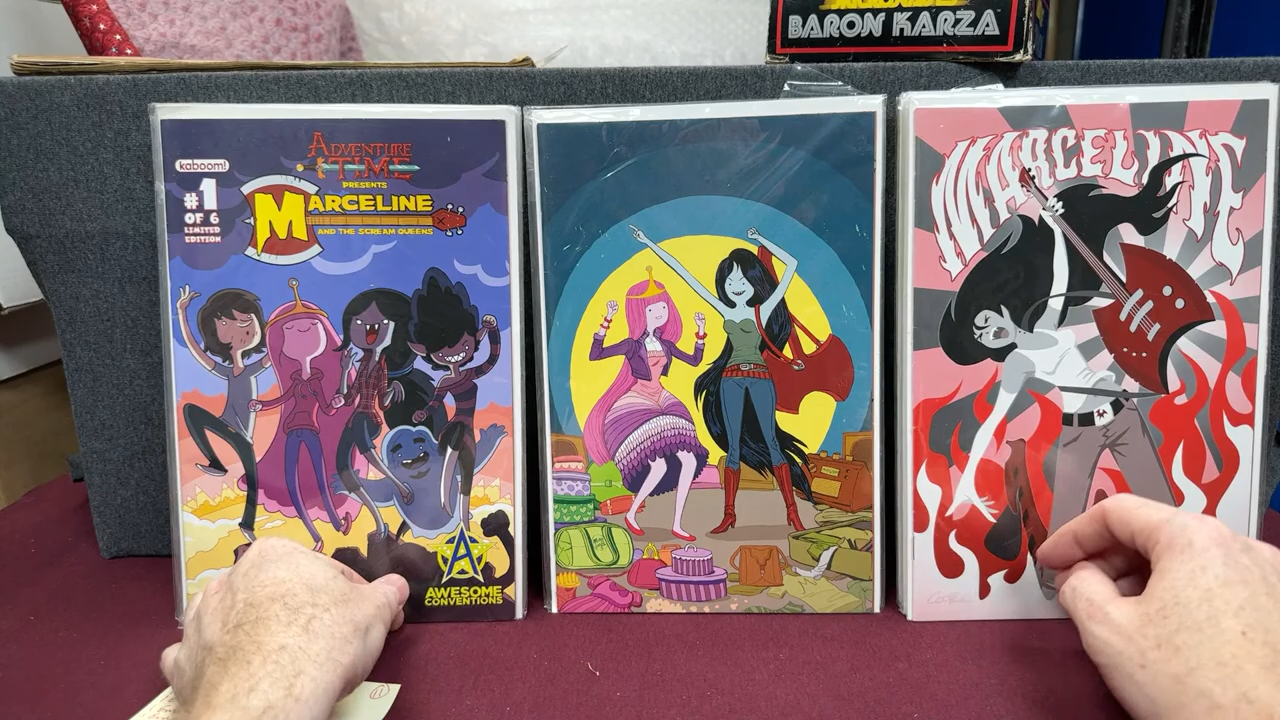 BARON KARZA
kaboom!
ADVENTURE
TIME
PRESENTS
MARCELINE
AND THE SCREAM QUEENS
#1
OF 6
LIMITED
EDITION
AWESOME
CONVENTIONS
MARCELINE
11